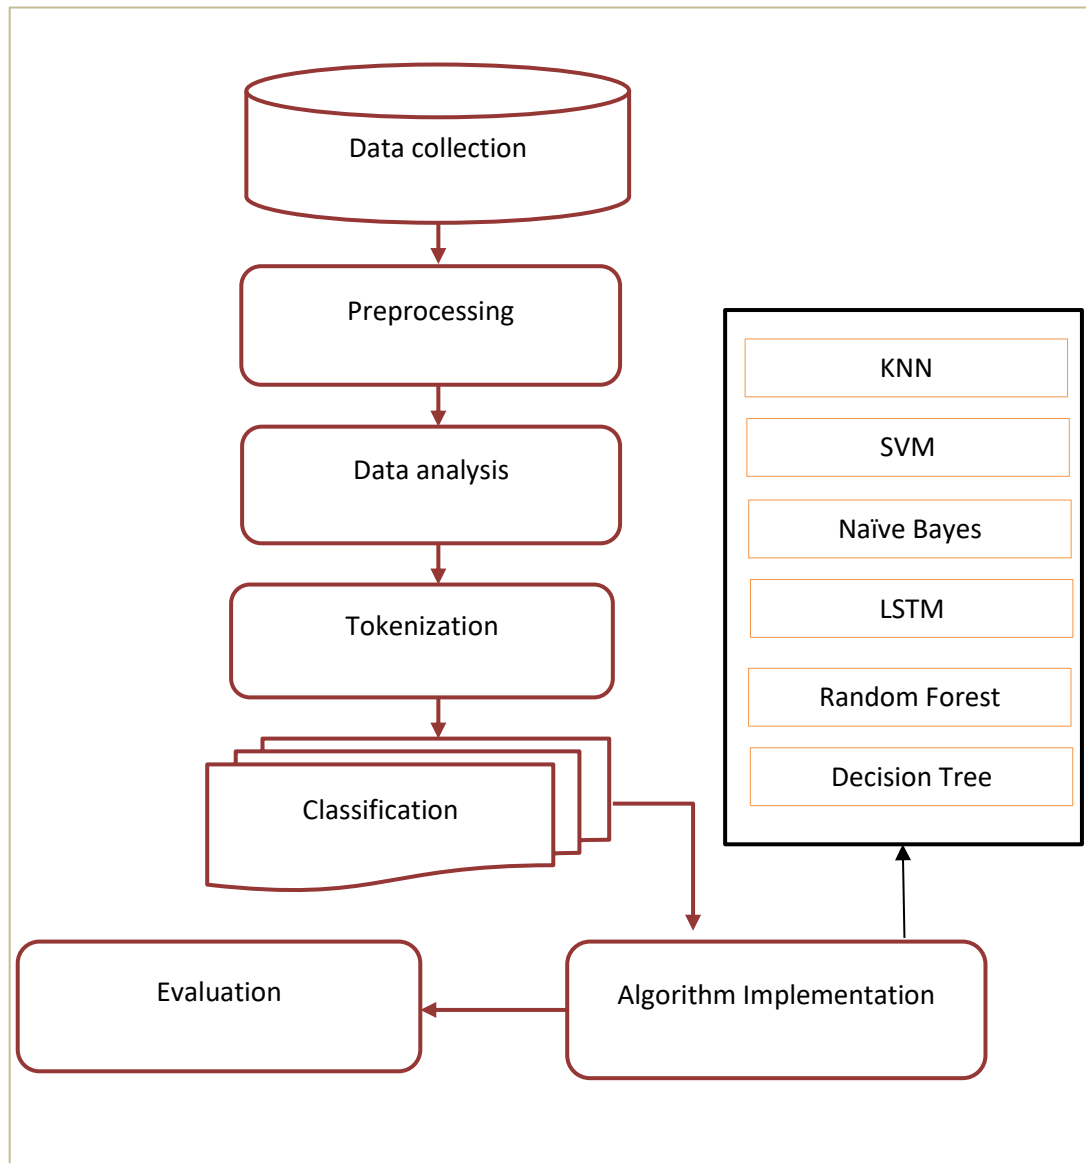 Data collection
Preprocessing
Data analysis
Tokenization
Classification
Algorithm Implementation
Evaluation
KNN
SVM
Naïve Bayes
LSTM
Random Forest
Decision Tree